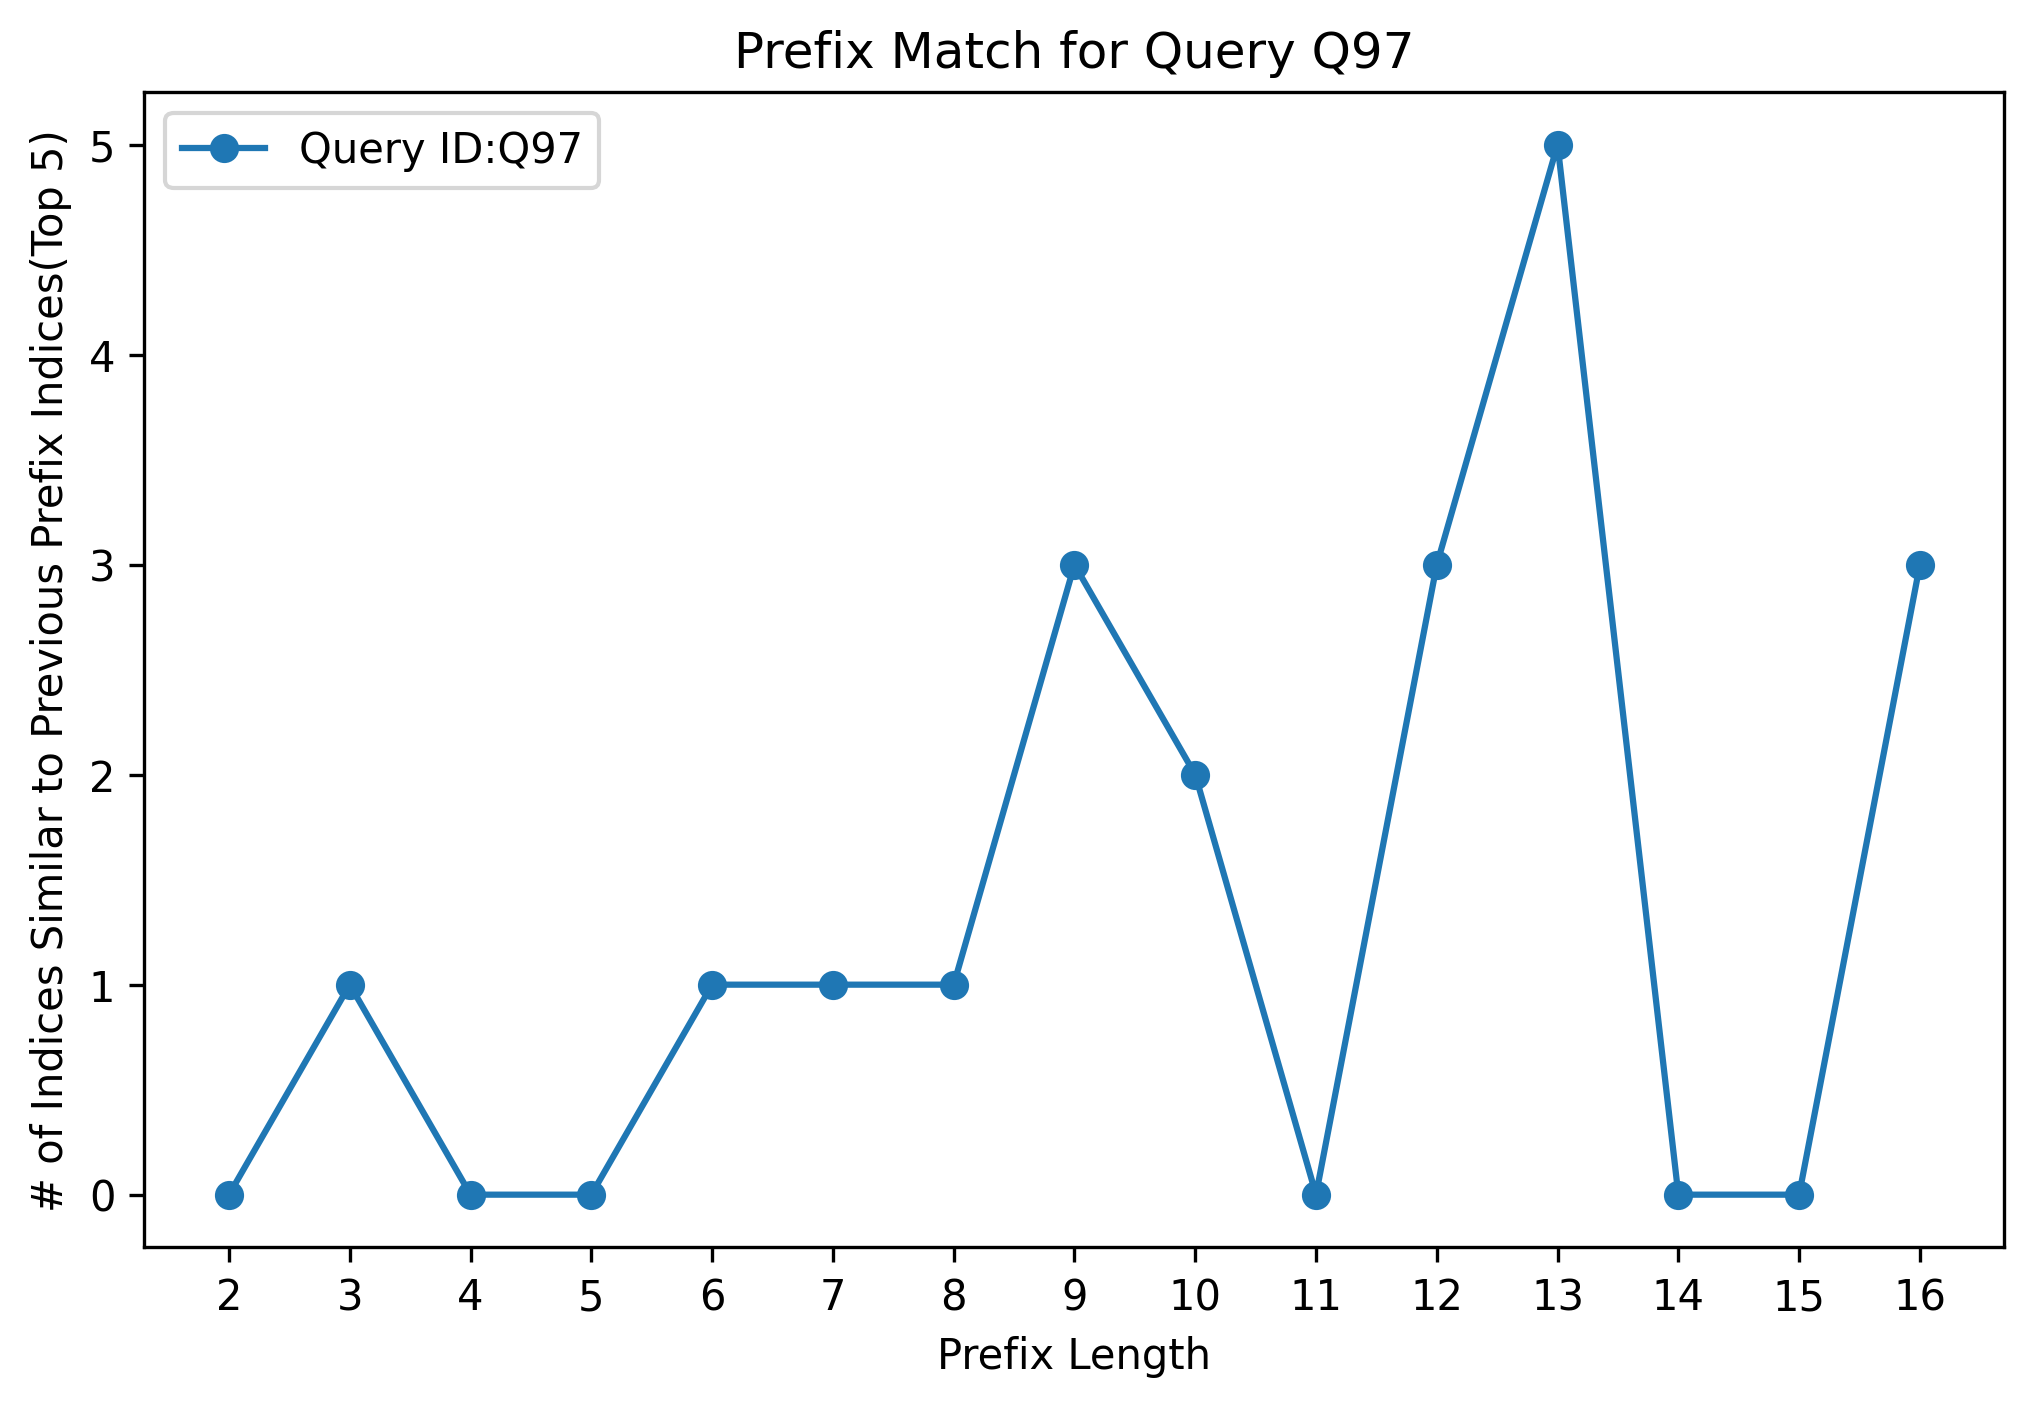 Prefix Match for Query Q97
Query ID:Q97
# of Indices Similar to Previous Prefix Indices(Top 5)
5
4
3
2
1
0
2 3 4 5 6 7 8 9 10 11 12 13 14 15 16
Prefix Length